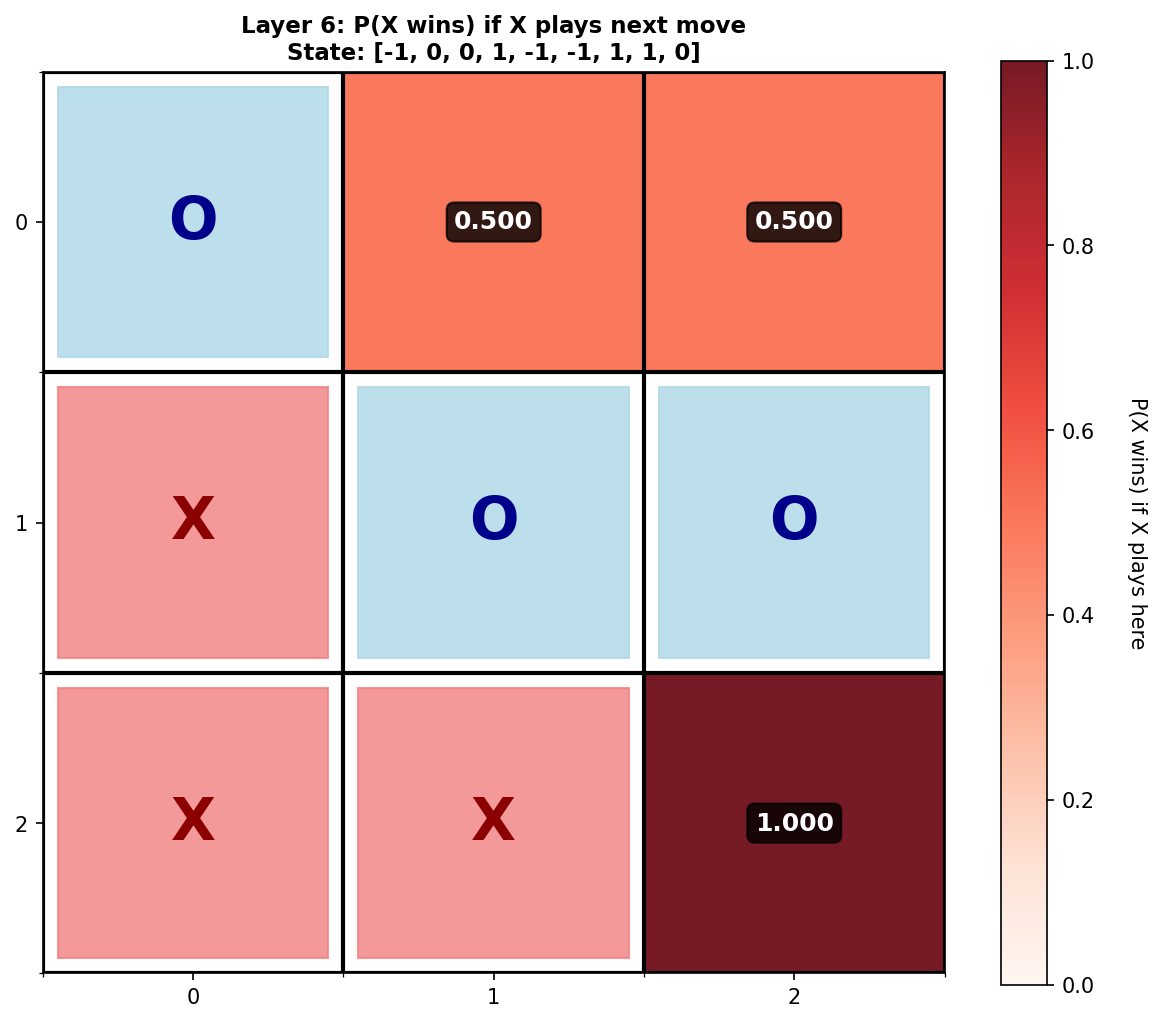 Layer 6: P(X wins) if X plays next move
State: [-1, 0, 0, 1, -1, -1, 1, 1, 0]
0
O
0.500
0.500
1
X
O
O
2
X
X
1.000
0
1
2
1.0
0.8
0.6
0.4
0.2
0.0
P(X wins) if X plays here